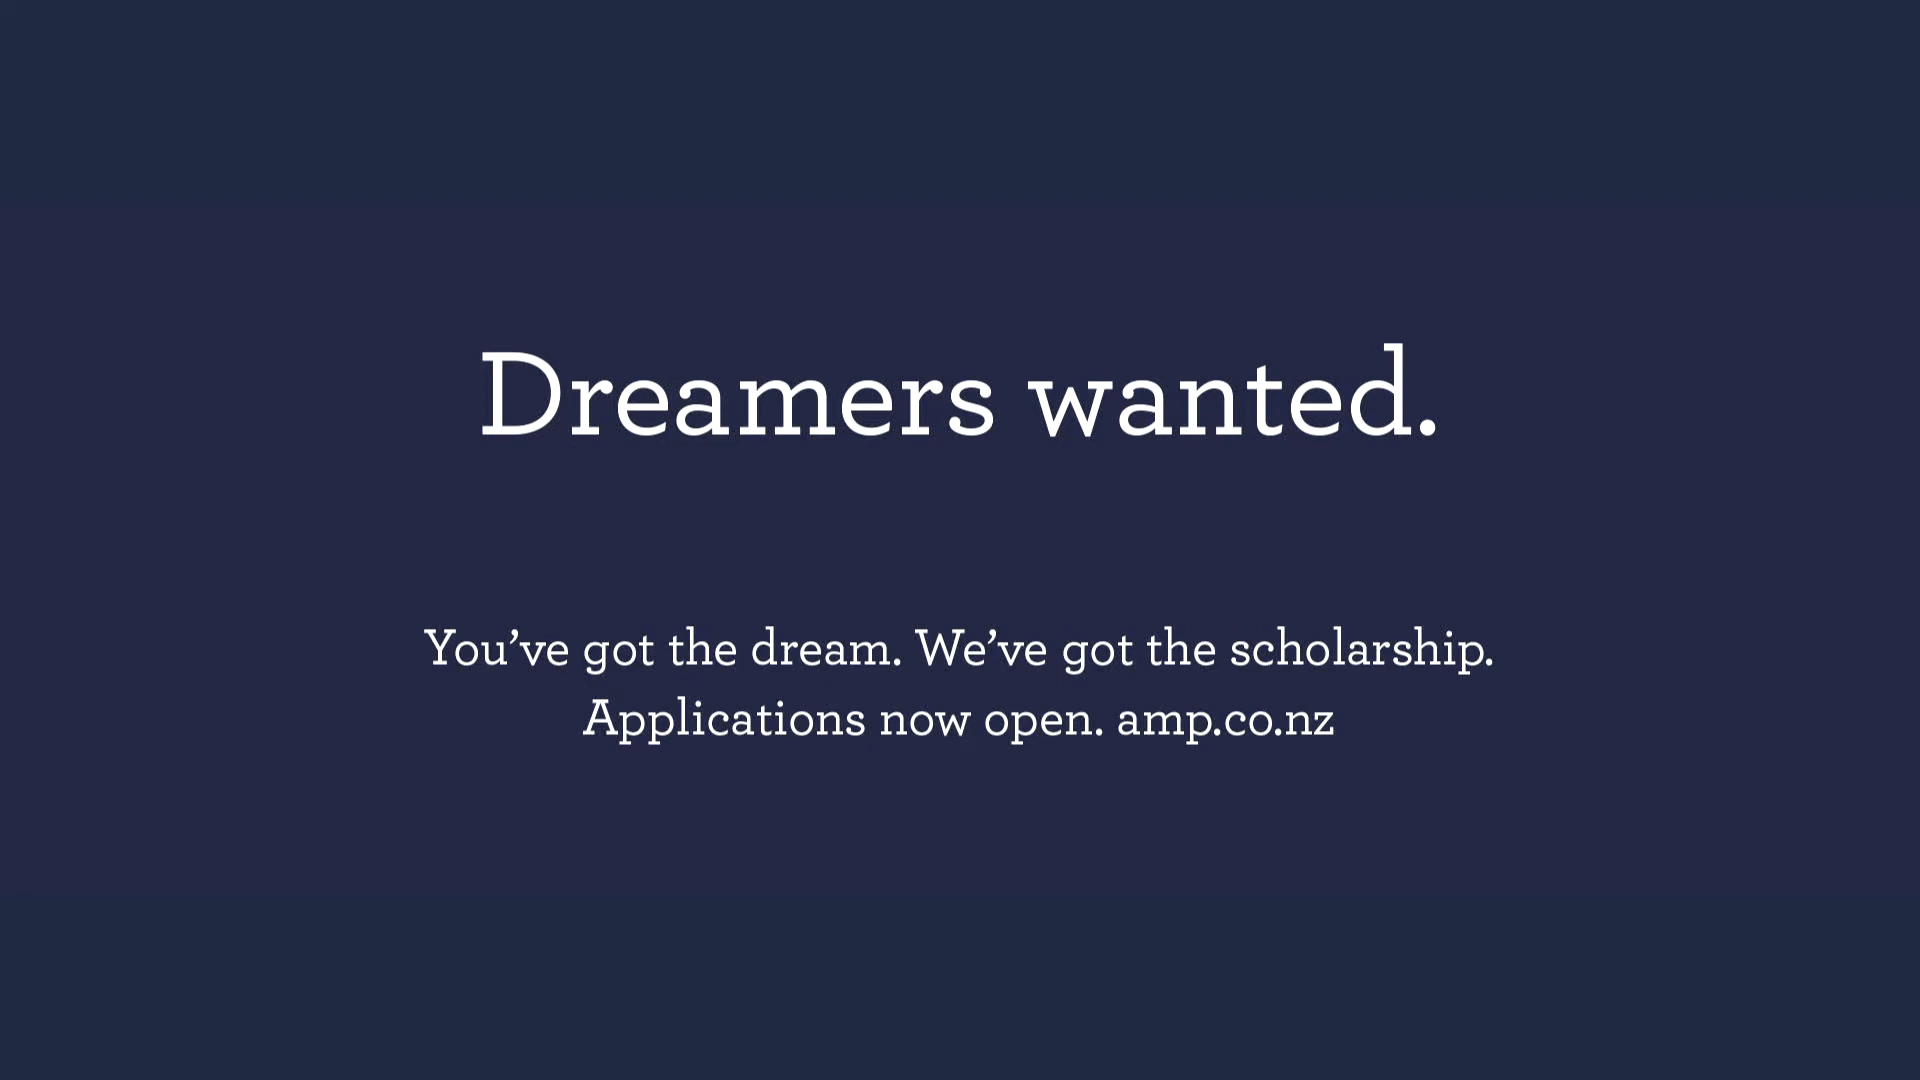 Dreamers wanted.
You’ve got the dream. We’ve got the scholarship.
Applications now open. amp.co.nz